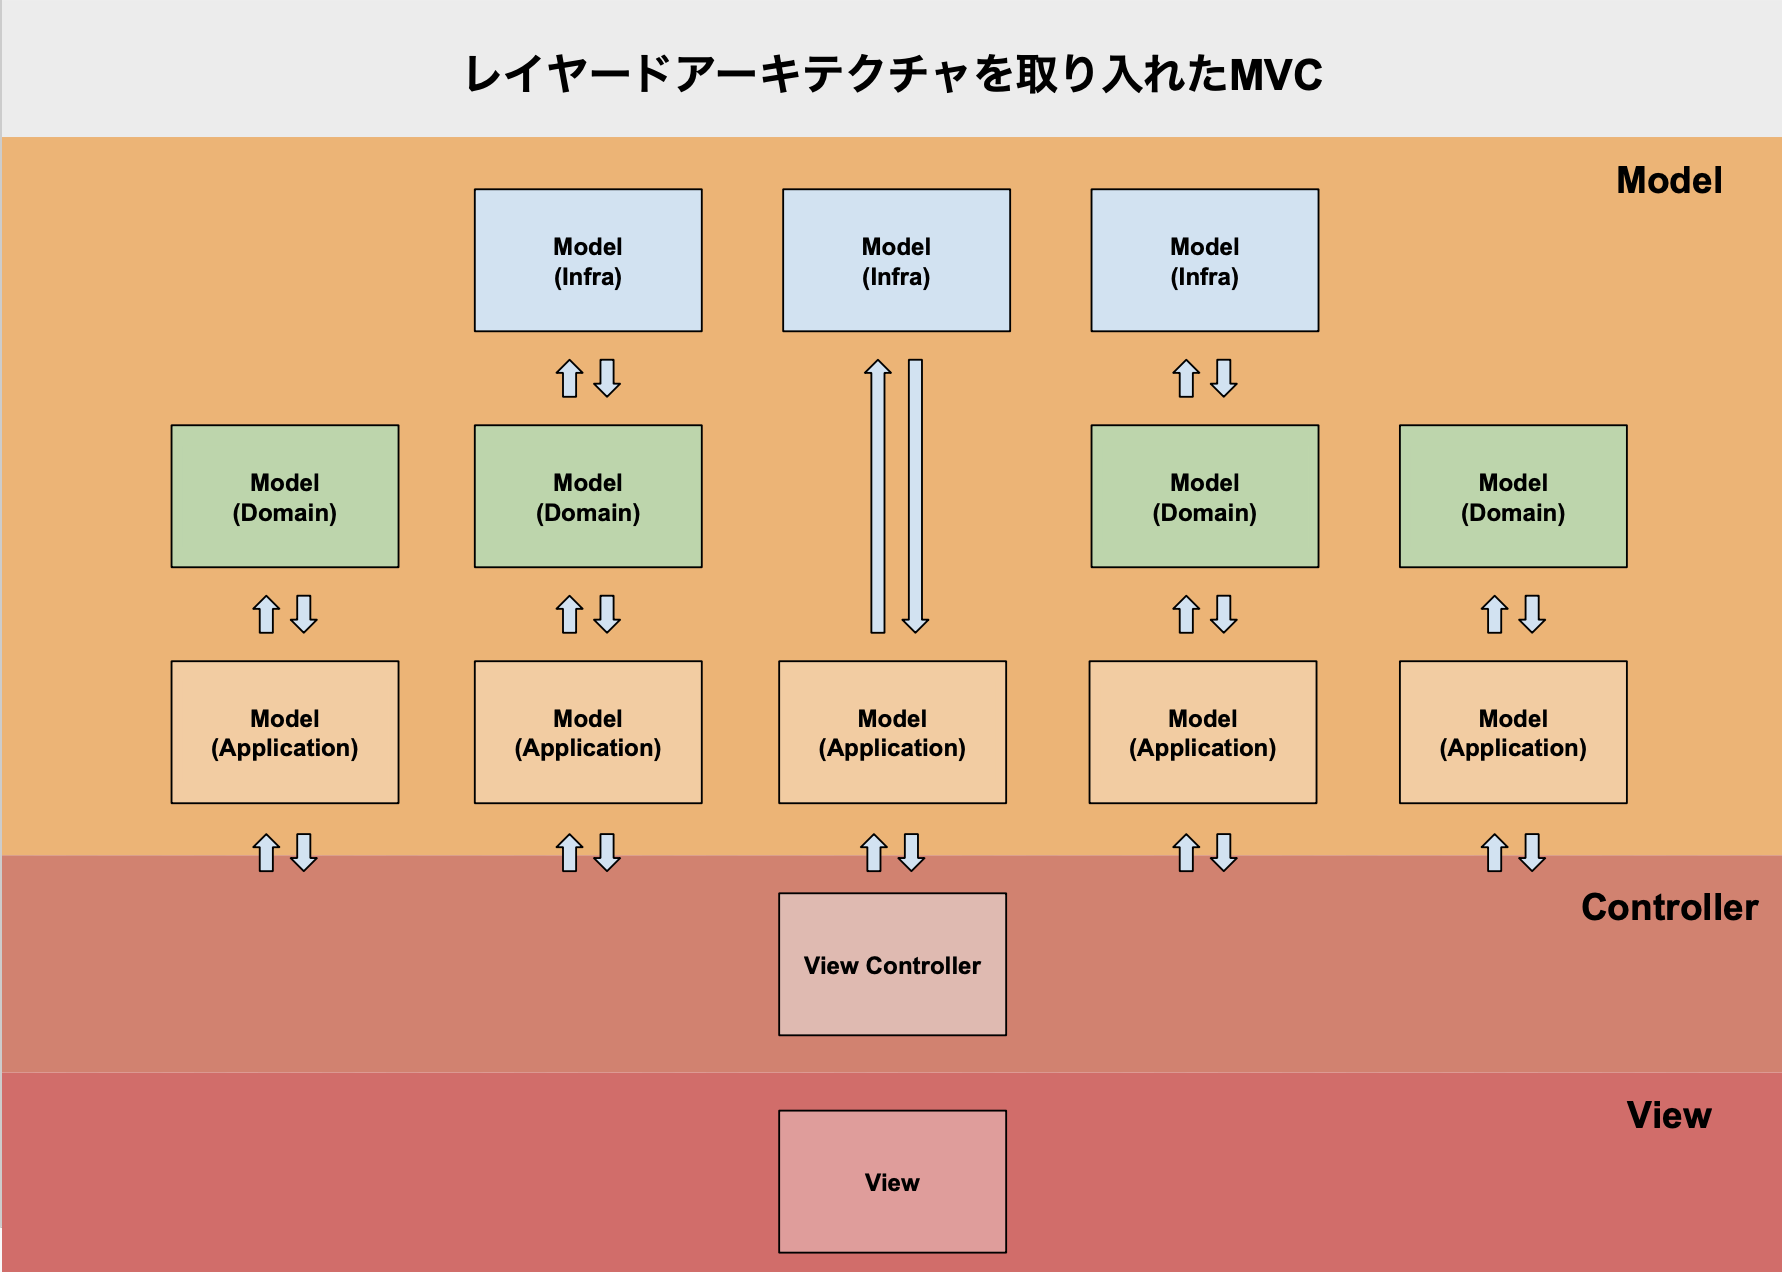 レイヤードアーキテクチャを取り入れたMVC
Model
Model
(Infra)
Model
(Infra)
Model
(Infra)
Model
(Domain)
Model
(Domain)
Model
(Domain)
Model
(Domain)
Model
(Application)
Model
(Application)
Model
(Application)
Model
(Application)
Model
(Application)
Controller
View Controller
View
View